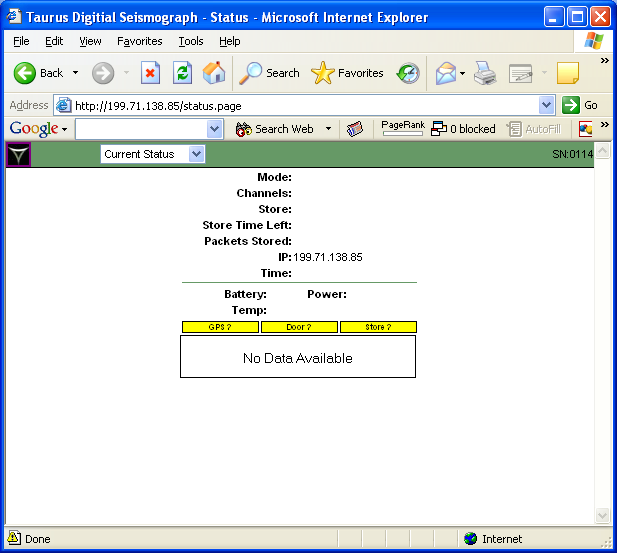 Taurus Digitial Seismograph - Status - Microsoft Internet Explorer
File Edit View Favorites Tools Help
Back Search Favorites
Address http://199.71.138.85/status.page Go
Google Search Web PageRank 0 blocked AutoFill
Current Status SN:0114
Mode:
Channels:
Store:
Store Time Left:
Packets Stored:
IP:199.71.138.85
Time:
Battery: Power:
Temp:
GPS ? Door ? Store ?
No Data Available
Done Internet